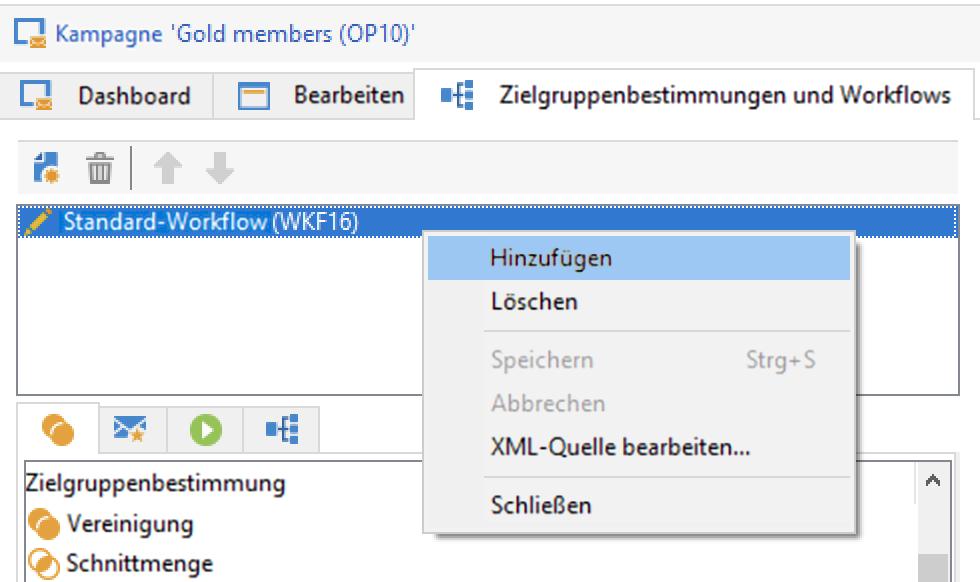 Kampagne 'Gold members (OP10)'
Dashboard Bearbeiten Zielgruppenbestimmungen und Workflows
Standard-Workflow (WKF16)
Hinzufügen
Löschen
Speichern Strg+S
Abbrechen
XML-Quelle bearbeiten...
Schließen
Zielgruppenbestimmung
Vereinigung
Schnittmenge